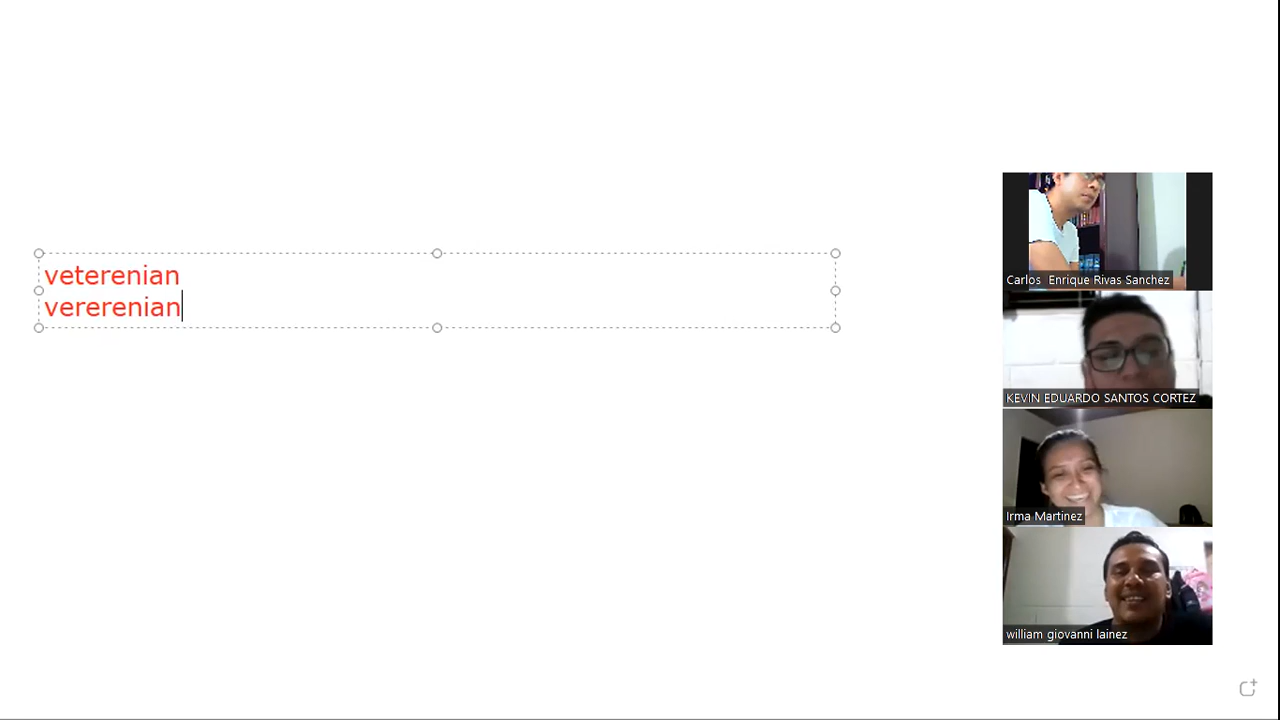 veterenian
vererenian
Carlos Enrique Rivas Sanchez
KEVIN EDUARDO SANTOS CORTEZ
Irma Martinez
william giovanni lainez